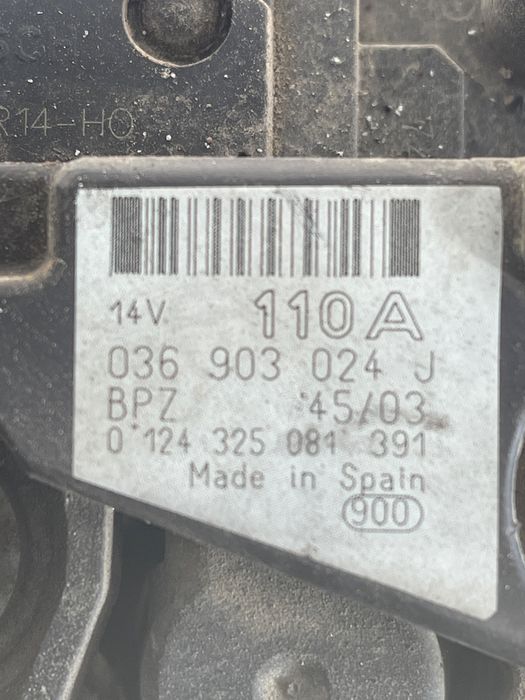 R14-HO
14V 110A
036 903 024 J
BPZ 45/03
0 124 325 081 391
Made in Spain
900